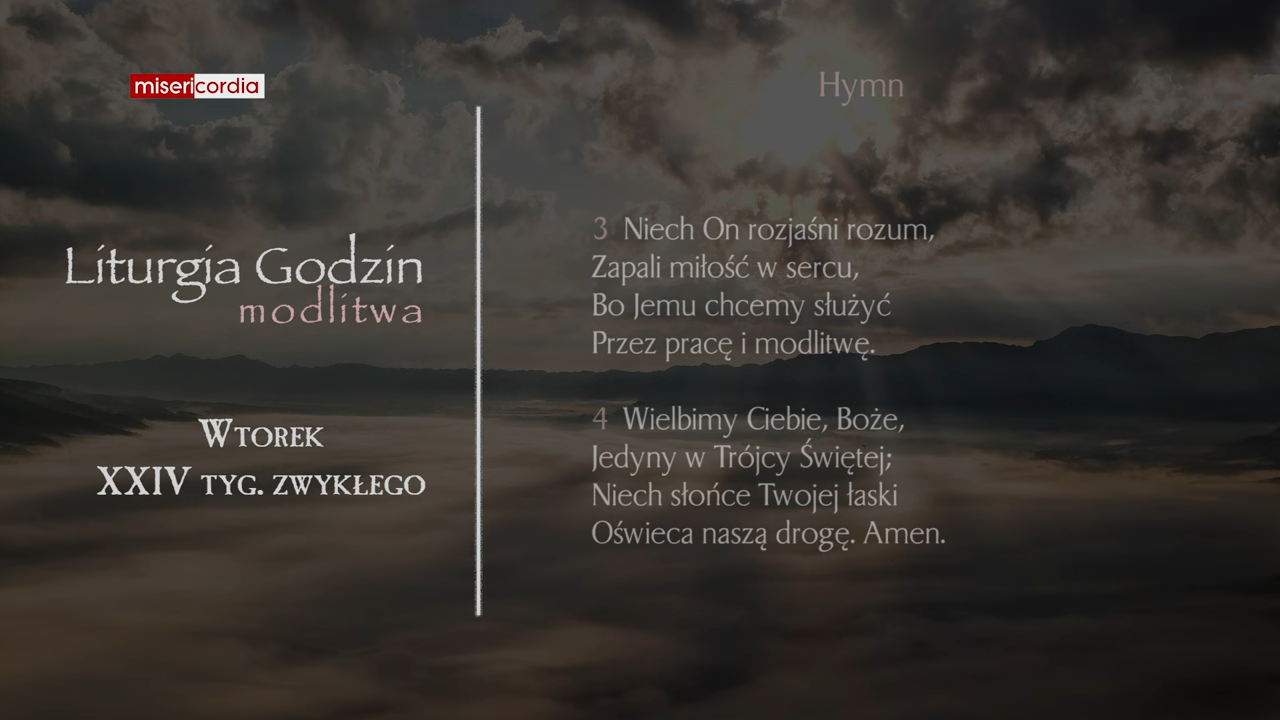 misericordia
Liturgia Godzin
modlitwa
Wtorek
XXIV tyg. zwykłego
Hymn
3 Niech On rozjaśni rozum,
Zapali miłość w sercu,
Bo Jemu chcemy służyć
Przez pracę i modlitwę.
4 Wielbimy Ciebie, Boże,
Jedyny w Trójcy Świętej;
Niech słońce Twojej łaski
Oświeca naszą drogę. Amen.